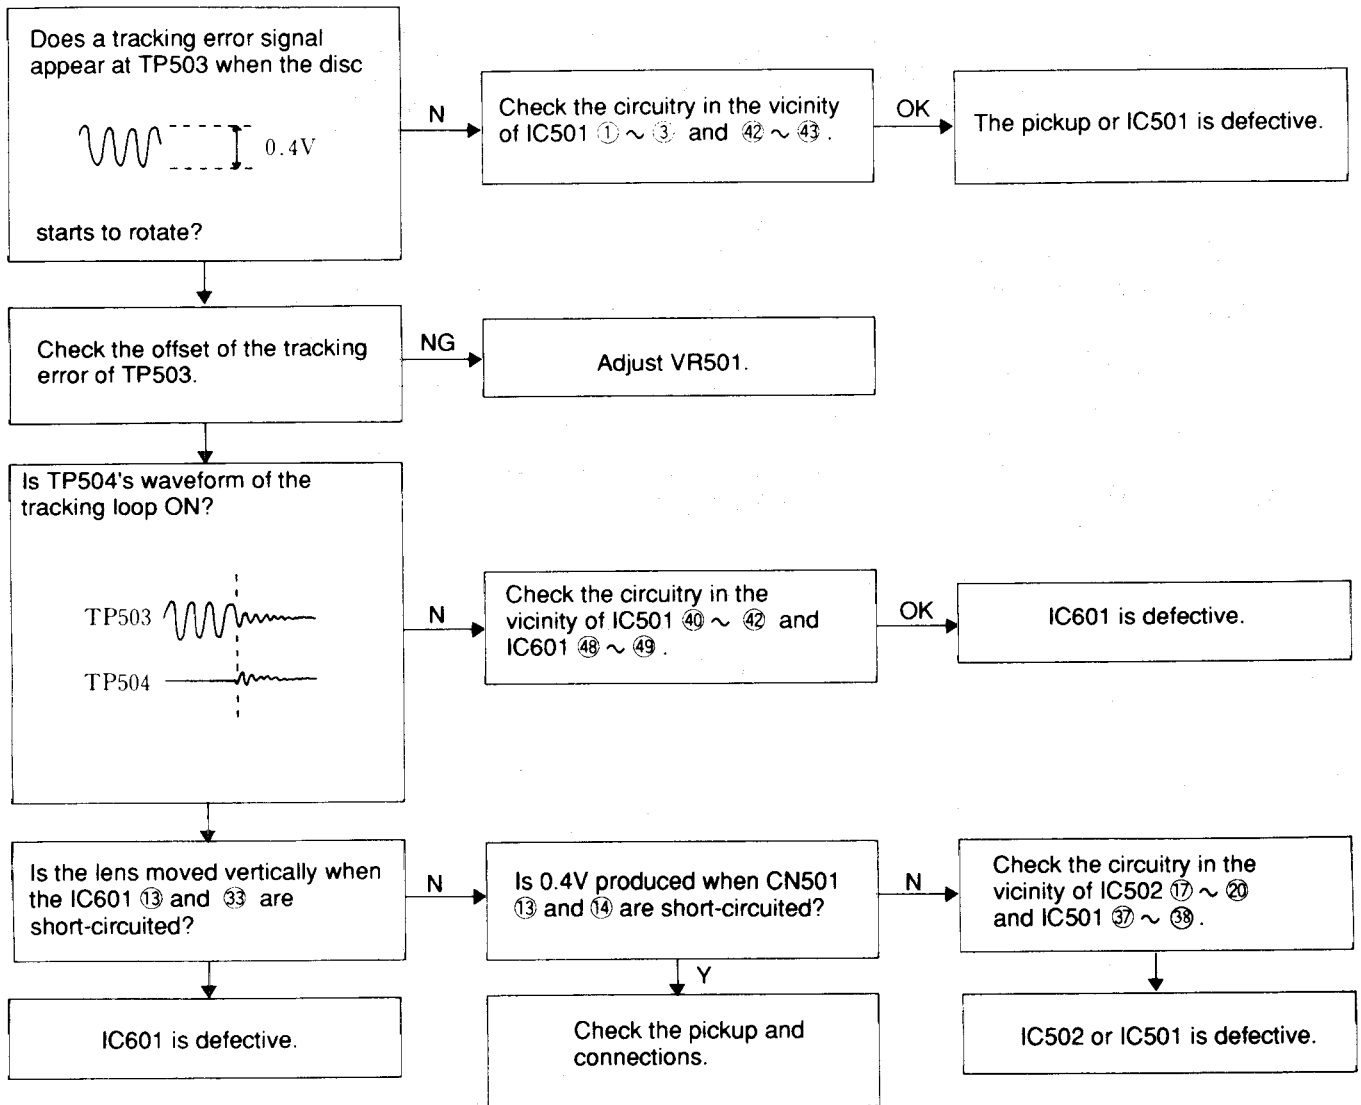 Does a tracking error signal
appear at TP503 when the disc
0.4V
starts to rotate?
N
Check the circuitry in the vicinity
of IC501 ① ~ ③ and ㊷ ~ ㊸ .
OK
The pickup or IC501 is defective.
Check the offset of the tracking
error of TP503.
NG
Adjust VR501.
Is TP504's waveform of the
tracking loop ON?
TP503
TP504
N
Check the circuitry in the
vicinity of IC501 ㊵ ~ ㊷ and
IC601 ㊽ ~ ㊾ .
OK
IC601 is defective.
Is the lens moved vertically when
the IC601 ⑬ and ㉝ are
short-circuited?
N
Is 0.4V produced when CN501
⑬ and ⑭ are short-circuited?
N
Check the circuitry in the
vicinity of IC502 ⑰ ~ ⑳
and IC501 ㊲ ~ ㊳ .
Y
IC601 is defective.
Check the pickup and
connections.
IC502 or IC501 is defective.